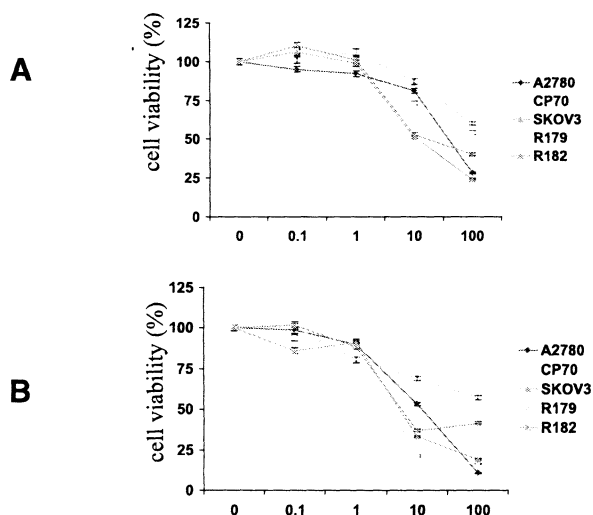 A
cell viability (%)
125
100
75
50
25
0
0 0.1 1 10 100
A2780
CP70
SKOV3
R179
R182
B
cell viability (%)
125
100
75
50
25
0
0 0.1 1 10 100
A2780
CP70
SKOV3
R179
R182